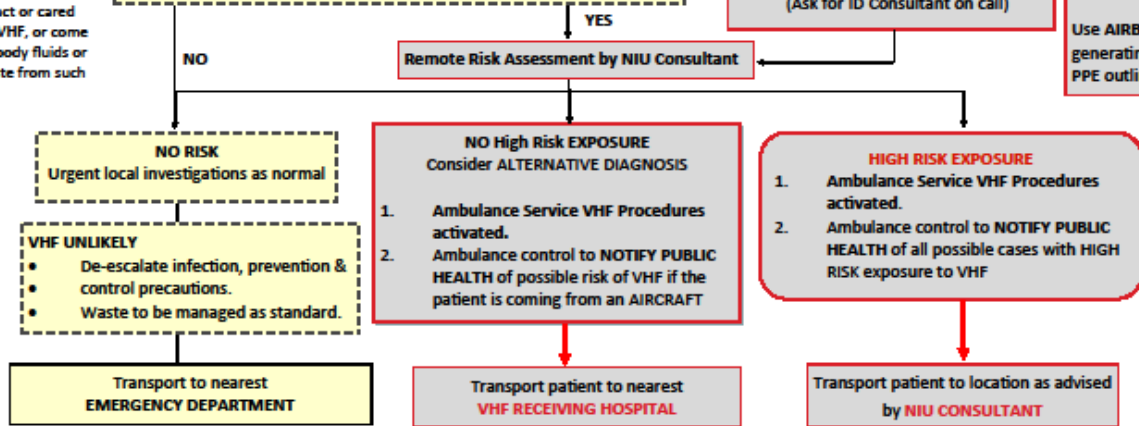 ct or cared
VHF, or come
body fluids or
te from such
YES
NO
(Ask for ID Consultant on call)
Use AIRB
generatin
PPE outli
Remote Risk Assessment by NIU Consultant
NO RISK
Urgent local investigations as normal
VHF UNLIKELY
• De-escalate infection, prevention &
• control precautions.
• Waste to be managed as standard.
Transport to nearest
EMERGENCY DEPARTMENT
NO High Risk EXPOSURE
Consider ALTERNATIVE DIAGNOSIS
1. Ambulance Service VHF Procedures
activated.
2. Ambulance control to NOTIFY PUBLIC
HEALTH of possible risk of VHF if the
patient is coming from an AIRCRAFT
Transport patient to nearest
VHF RECEIVING HOSPITAL
HIGH RISK EXPOSURE
1. Ambulance Service VHF Procedures
activated.
2. Ambulance control to NOTIFY PUBLIC
HEALTH of all possible cases with HIGH
RISK exposure to VHF
Transport patient to location as advised
by NIU CONSULTANT